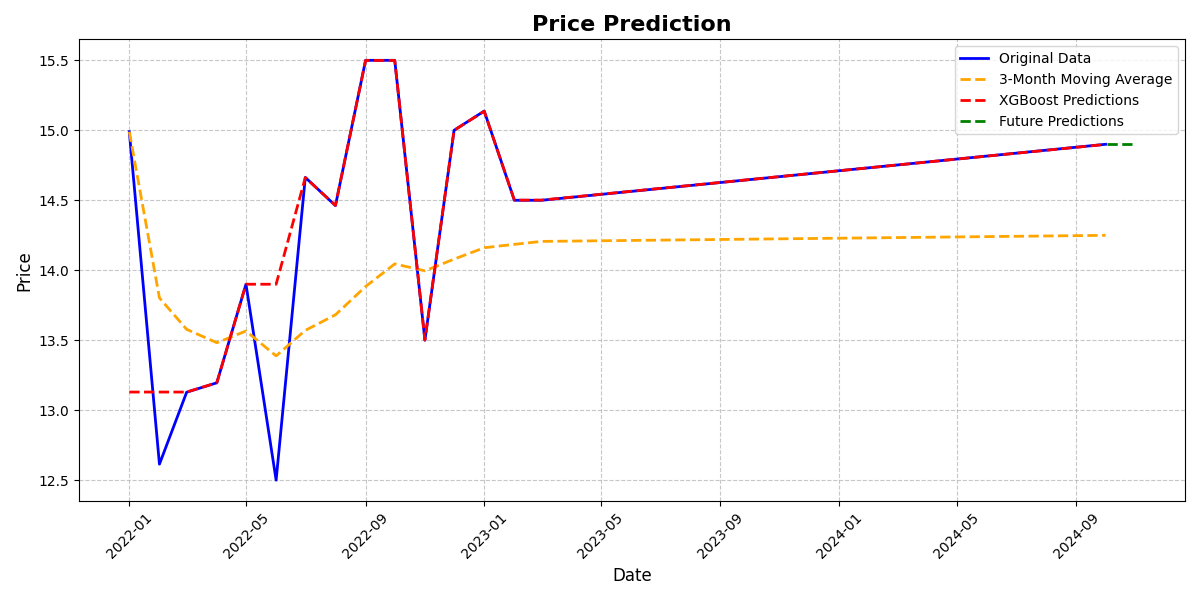 Price Prediction
Original Data
3-Month Moving Average
XGBoost Predictions
Future Predictions
Price
15.5
15.0
14.5
14.0
13.5
13.0
12.5
2022-01
2022-05
2022-09
2023-01
2023-05
2023-09
2024-01
2024-05
2024-09
Date